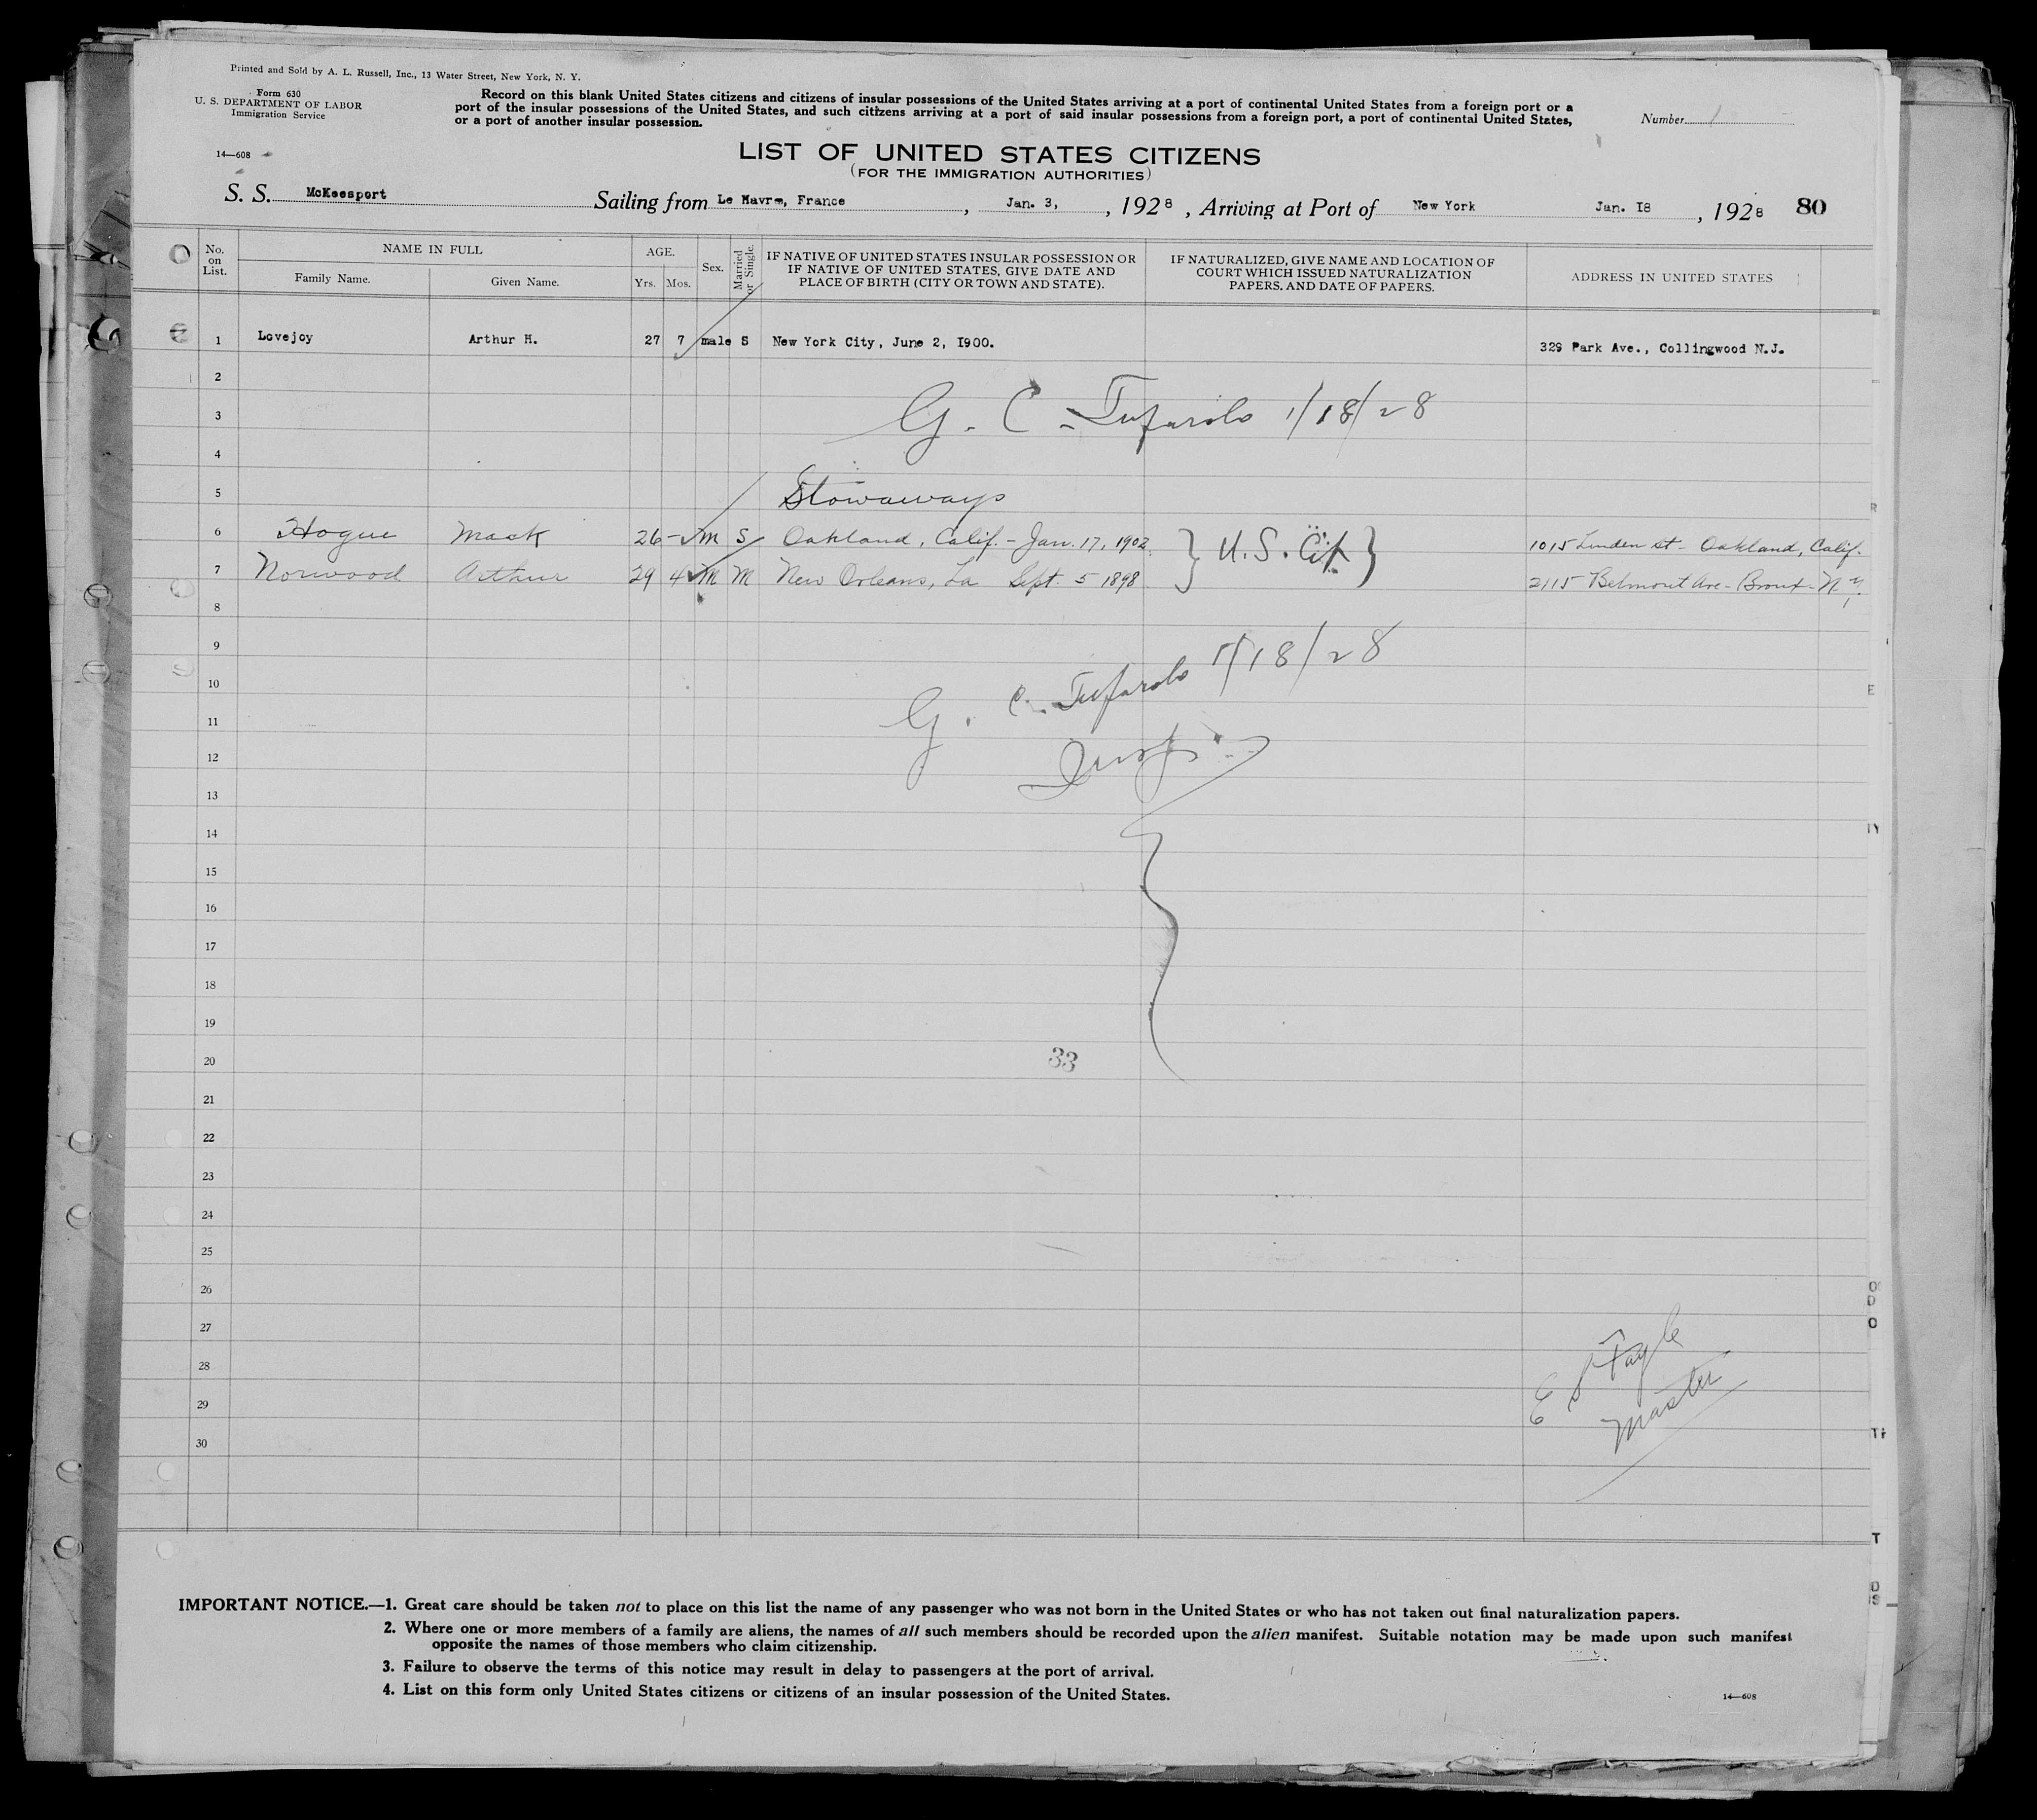 Printed and Sold by A. L. Russell, Inc., 13 Water Street, New York, N. Y.
Form 630
U. S. DEPARTMENT OF LABOR
Immigration Service
14—608
Record on this blank United States citizens and citizens of insular possessions of the United States arriving at a port of continental United States from a foreign port or a
port of the insular possessions of the United States, and such citizens arriving at a port of said insular possessions from a foreign port, a port of continental United States,
or a port of another insular possession.
Number 1
LIST OF UNITED STATES CITIZENS
(FOR THE IMMIGRATION AUTHORITIES)
S. S. McKeesport Sailing from Le Havre, France, Jan. 3, , 1928 , Arriving at Port of New York Jan. 18 , 1928 80
No. on List. NAME IN FULL AGE. Sex. Married or Single. IF NATIVE OF UNITED STATES INSULAR POSSESSION OR IF NATIVE OF UNITED STATES, GIVE DATE AND PLACE OF BIRTH (CITY OR TOWN AND STATE). IF NATURALIZED, GIVE NAME AND LOCATION OF COURT WHICH ISSUED NATURALIZATION PAPERS, AND DATE OF PAPERS. ADDRESS IN UNITED STATES
Family Name. Given Name. Yrs. Mos.
1 Lovejoy Arthur H. 27 7 male S New York City, June 2, 1900. 329 Park Ave., Collingwood N.J.
2
3 G. C. Tufarolo 1/18/28
4
5 Stowaways
6 Hogue Mack 26 - M S Oakland, Calif. - Jan. 17, 1902 } U.S. Cit. } 1015 Linden St - Oakland, Calif.
7 Norwood Arthur 29 4 M M New Orleans, La Sept. 5 1898 2115 Belmont Ave - Bronx - N.Y.
8
9
10 G. C. Tufarolo 1/18/28
11
12 Insp.
13
14
15
16
17
18
19
20 33
21
22
23
24
25
26
27
28 Master
29
30
IMPORTANT NOTICE.—1. Great care should be taken not to place on this list the name of any passenger who was not born in the United States or who has not taken out final naturalization papers.
2. Where one or more members of a family are aliens, the names of all such members should be recorded upon the alien manifest. Suitable notation may be made upon such manifest
opposite the names of those members who claim citizenship.
3. Failure to observe the terms of this notice may result in delay to passengers at the port of arrival.
4. List on this form only United States citizens or citizens of an insular possession of the United States.
14—608